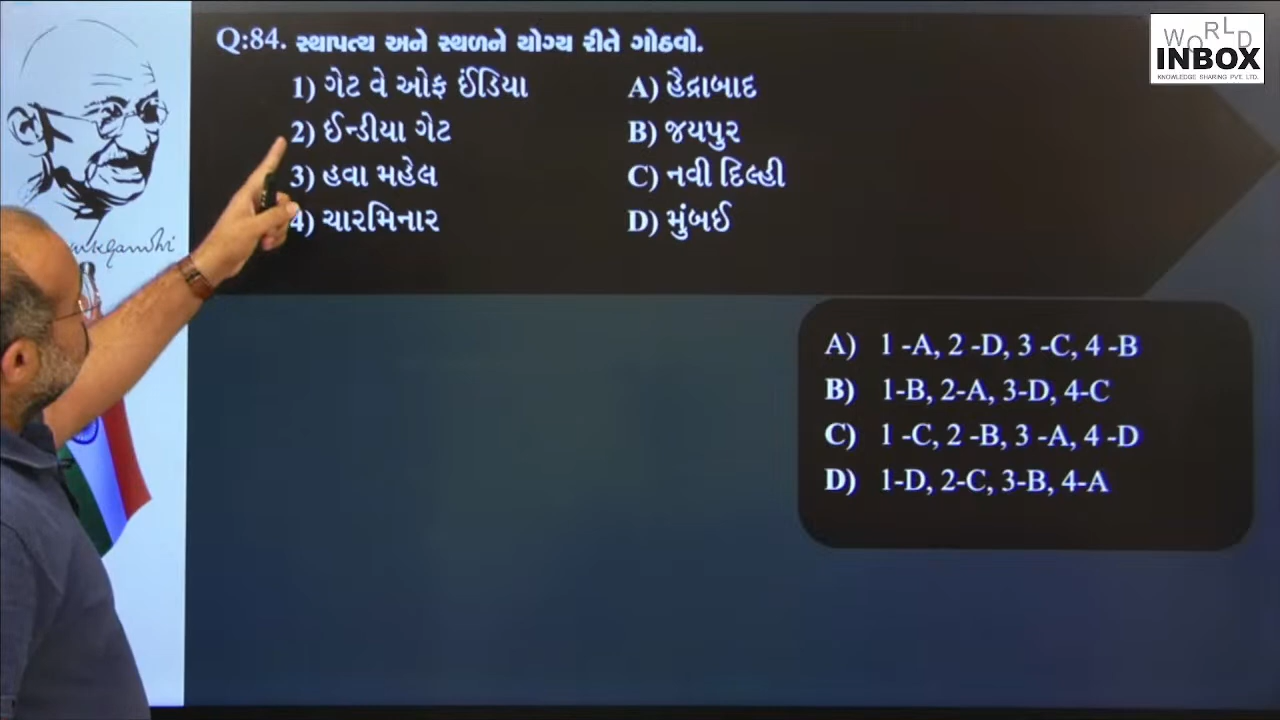 Q:84. સ્થાપત્ય અને સ્થળને યોગ્ય રીતે ગોઠવો.
1) ગેટ વે ઓફ ઈંડિયા A) હૈદ્રાબાદ
2) ઈન્ડીયા ગેટ B) જયપુર
3) હવા મહેલ C) નવી દિલ્હી
4) ચારમિનાર D) મુંબઈ
A) 1 -A, 2 -D, 3 -C, 4 -B
B) 1-B, 2-A, 3-D, 4-C
C) 1 -C, 2 -B, 3 -A, 4 -D
D) 1-D, 2-C, 3-B, 4-A
WORLD
INBOX
KNOWLEDGE SHARING PVT. LTD.